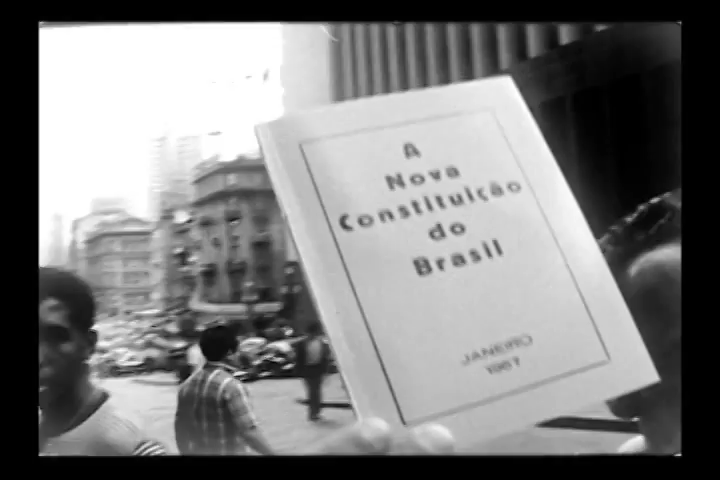 A
Nova
Constituição
do
Brasil
JANEIRO
1967